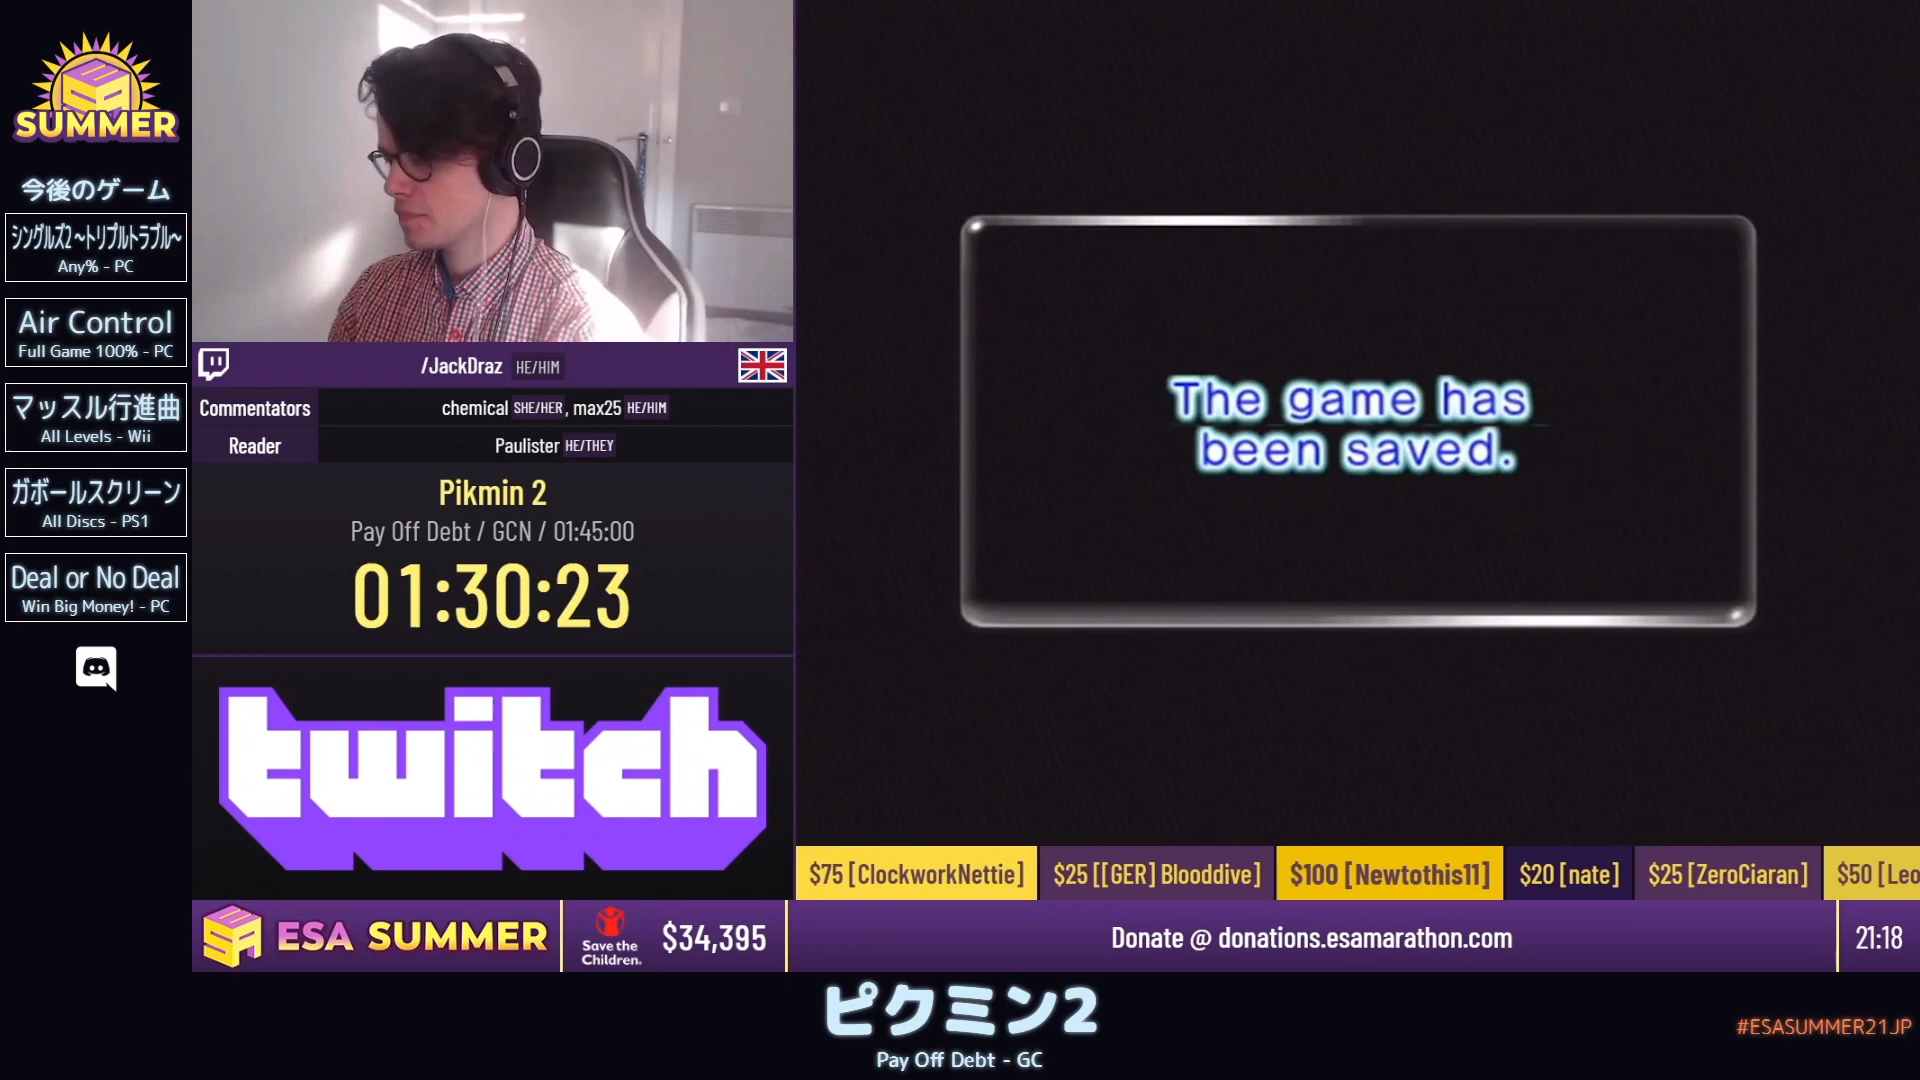 SUMMER
今後のゲーム
シングルズ2~トリプルトラブル~
Any% - PC
Air Control
Full Game 100% - PC
マッスル行進曲
All Levels - Wii
ガボールスクリーン
All Discs - PS1
Deal or No Deal
Win Big Money! - PC
/JackDraz HE/HIM
Commentators chemical SHE/HER, max25 HE/HIM
Reader Paulister HE/THEY
Pikmin 2
Pay Off Debt / GCN / 01:45:00
01:30:23
twitch
The game has
been saved.
$75 [ClockworkNettie] $25 [[GER] Blooddive] $100 [Newtothis11] $20 [nate] $25 [ZeroCiaran] $50 [Leo
ESA SUMMER Save the Children. $34,395 Donate @ donations.esamarathon.com 21:18
ピクミン2
Pay Off Debt - GC
#ESASUMMER21JP